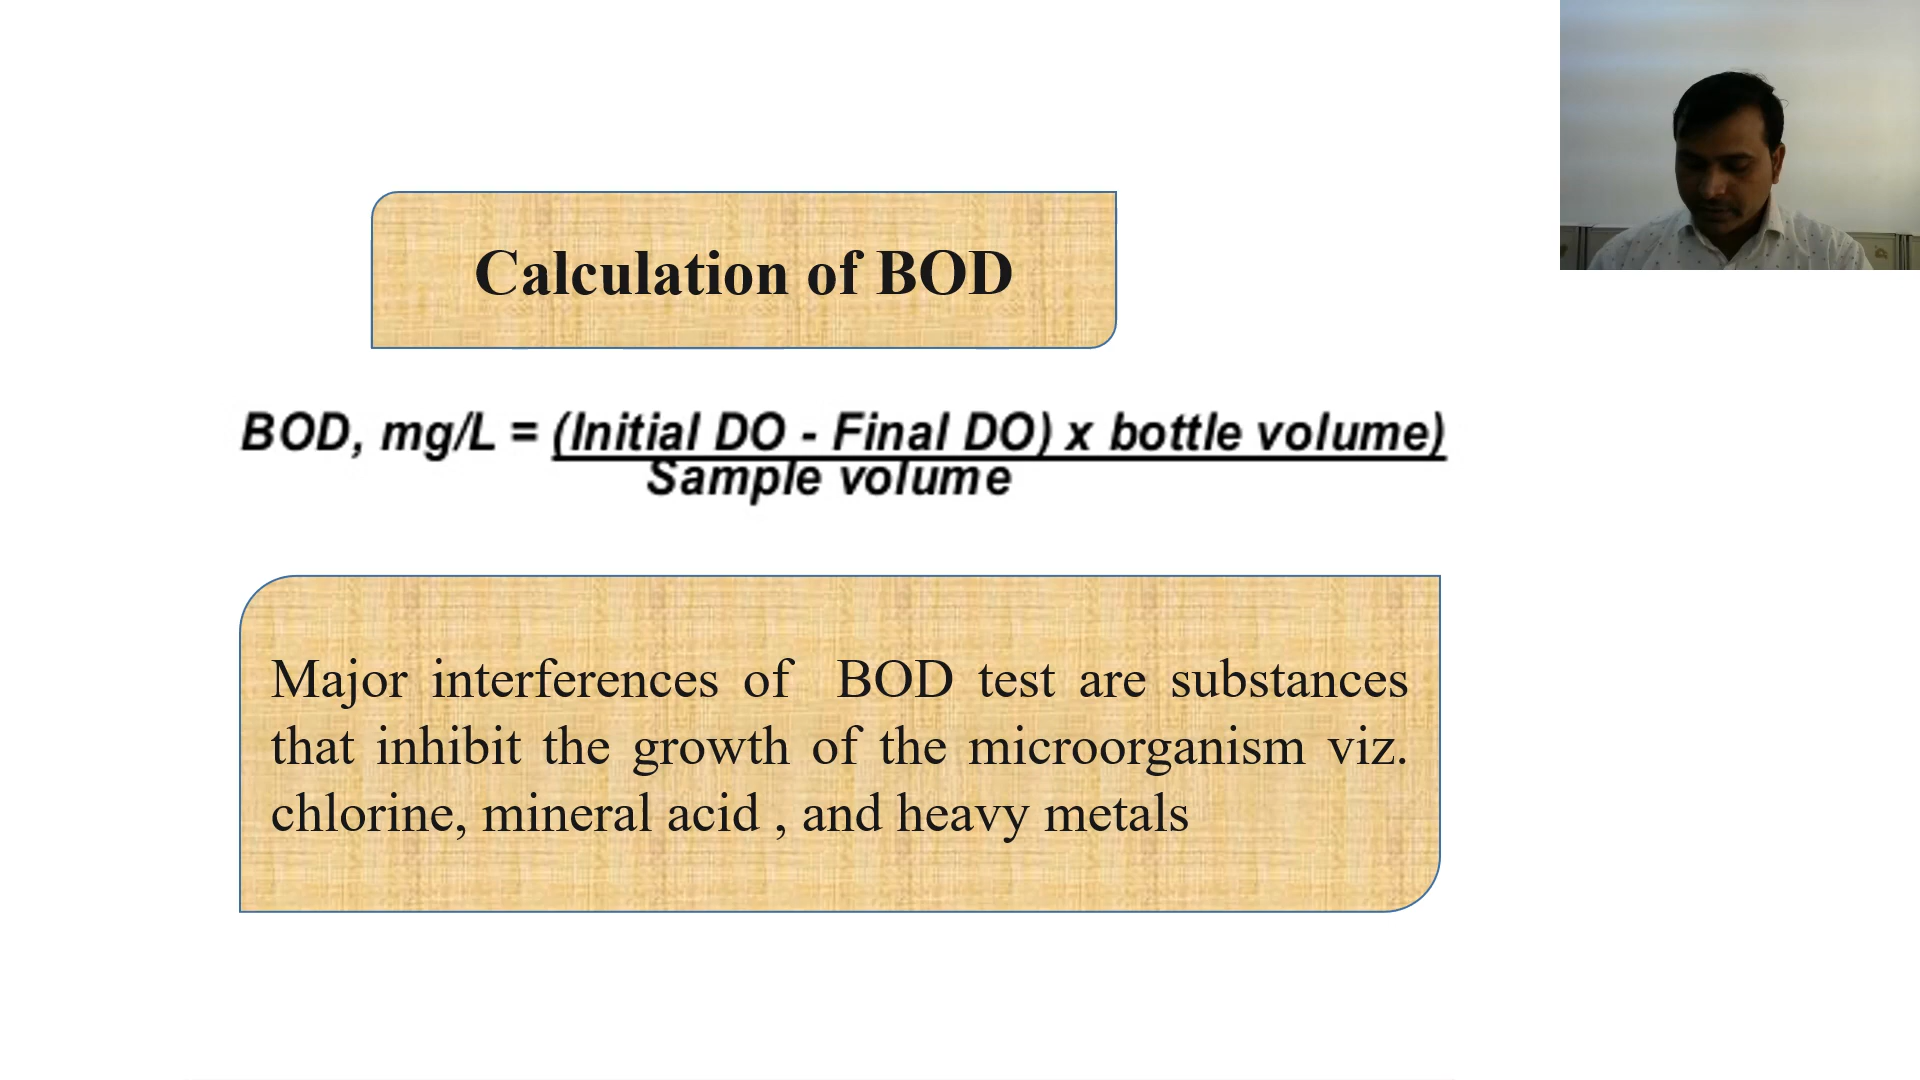 Calculation of BOD
BOD, mg/L = (Initial DO - Final DO) x bottle volume)
Sample volume
Major interferences of BOD test are substances
that inhibit the growth of the microorganism viz.
chlorine, mineral acid , and heavy metals